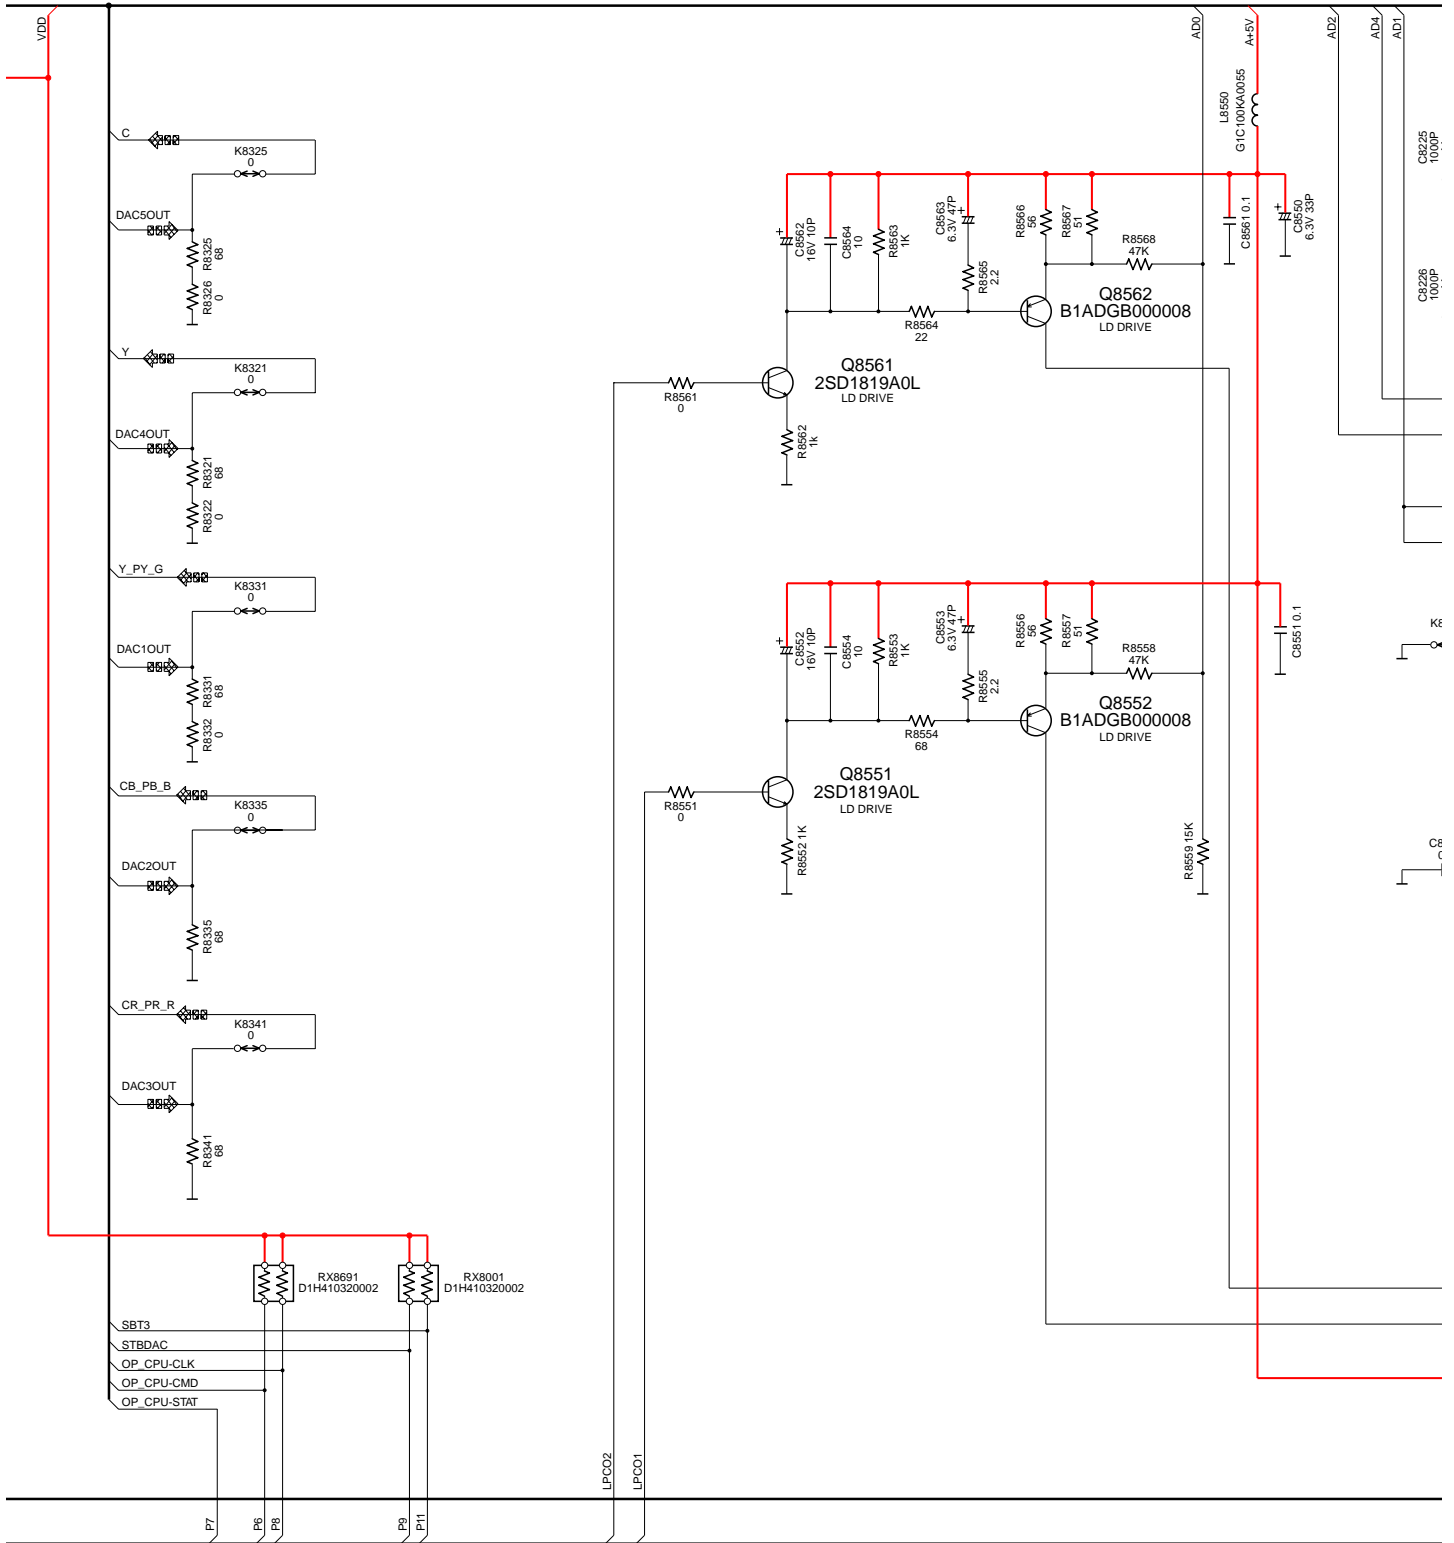 VDD
AD0
A+5V
AD2
AD4
AD1
L8550
G1C100KA0055
C8225
1000P
C8226
1000P
C
K8325
0
DAC5OUT
R8325
68
R8326
0
Y
K8321
0
DAC4OUT
R8321
68
R8322
0
Y_PY_G
K8331
0
DAC1OUT
R8331
68
R8332
0
CB_PB_B
K8335
0
DAC2OUT
R8335
68
CR_PR_R
K8341
0
DAC3OUT
R8341
68
+
C8562
16V 10P
C8564
10
R8563
1K
C8563
6.3V 47P
+
R8565
2.2
R8566
56
R8567
51
R8568
47K
C8561 0.1
+
C8550
6.3V 33P
R8564
22
Q8562
B1ADGB000008
LD DRIVE
Q8561
2SD1819A0L
LD DRIVE
R8561
0
R8562
1k
+
C8552
16V 10P
C8554
10
R8553
1K
C8553
6.3V 47P
+
R8555
2.2
R8556
56
R8557
51
R8558
47K
C8551 0.1
R8554
68
Q8552
B1ADGB000008
LD DRIVE
Q8551
2SD1819A0L
LD DRIVE
R8551
0
R8552 1K
R8559 15K
K8
C8
RX8691
D1H410320002
RX8001
D1H410320002
SBT3
STBDAC
OP_CPU-CLK
OP_CPU-CMD
OP_CPU-STAT
LPCO2
LPCO1
P7
P6
P8
P9
P11